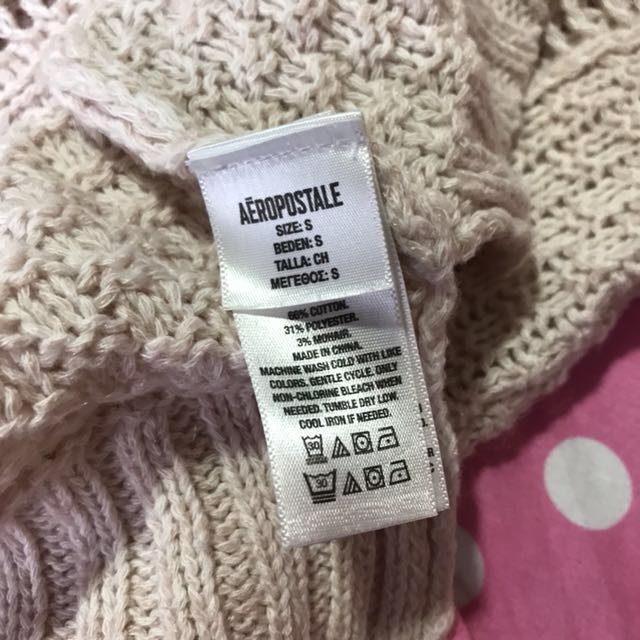 AÉROPOSTALE
SIZE: S
BEDEN: S
TALLA: CH
ΜΕΓΕΘΟΣ: S
66% COTTON.
31% POLYESTER.
3% MOHAIR.
MADE IN CHINA.
MACHINE WASH COLD WITH LIKE
COLORS. GENTLE CYCLE. ONLY
NON-CHLORINE BLEACH WHEN
NEEDED. TUMBLE DRY LOW.
COOL IRON IF NEEDED.